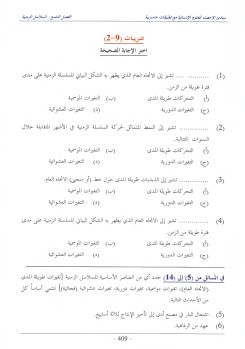 مبادئ الإحصاء للعلوم الإنسانية مع تطبيقات حاسوبية
الفصل التاسع - السلاسل الزمنية
تدريبات (9-2)
اختر الإجابة الصحيحة
(1) ............ تشير إلى الاتجاه العام الذي يظهر به الشكل البياني للسلسلة الزمنية على مدى
فترة طويلة من الزمن.
(أ) التحركات طويلة المدى (ب) التغيرات الموسمية
(ج) التغيرات الدورية (د) التغيرات العشوائية
(2) ............ تشير إلى النمط المتماثل لحركة السلسلة الزمنية في الأشهر المتقابلة خلال
السنوات المتتالية.
(أ) التحركات طويلة المدى (ب) التغيرات الموسمية
(ج) التغيرات الدورية (د) التغيرات العشوائية
(3) ............ تشير إلى التذبذبات طويلة المدى حول خط (أو منحنى) الاتجاه العام.
(أ) التحركات طويلة المدى (ب) التغيرات الموسمية
(ج) التغيرات الدورية (د) التغيرات العشوائية
(4) ............ تشير إلى الاتجاه العام الذي يظهر به الشكل البياني للسلسلة الزمنية على مدى
فترة طويلة من الزمن.
(أ) التحركات طويلة المدى (ب) التغيرات الموسمية
(ج) التغيرات الدورية (د) التغيرات العشوائية
في المسائل من (5) إلى (14) حدد أي من العناصر الأساسية للسلاسل الزمنية [تغيرات طويلة المدى
(الاتجاه العام)، تغيرات موسمية، تغيرات دورية، تغيرات عشوائية (فجائية)] تنتمي أساساً كل
من الأحداث التالية:
(5) اشتعال النار في مصنع أدى إلى تأخير الإنتاج ثلاثة أسابيع.
(6) عهد من الرفاهية.
- 409 -